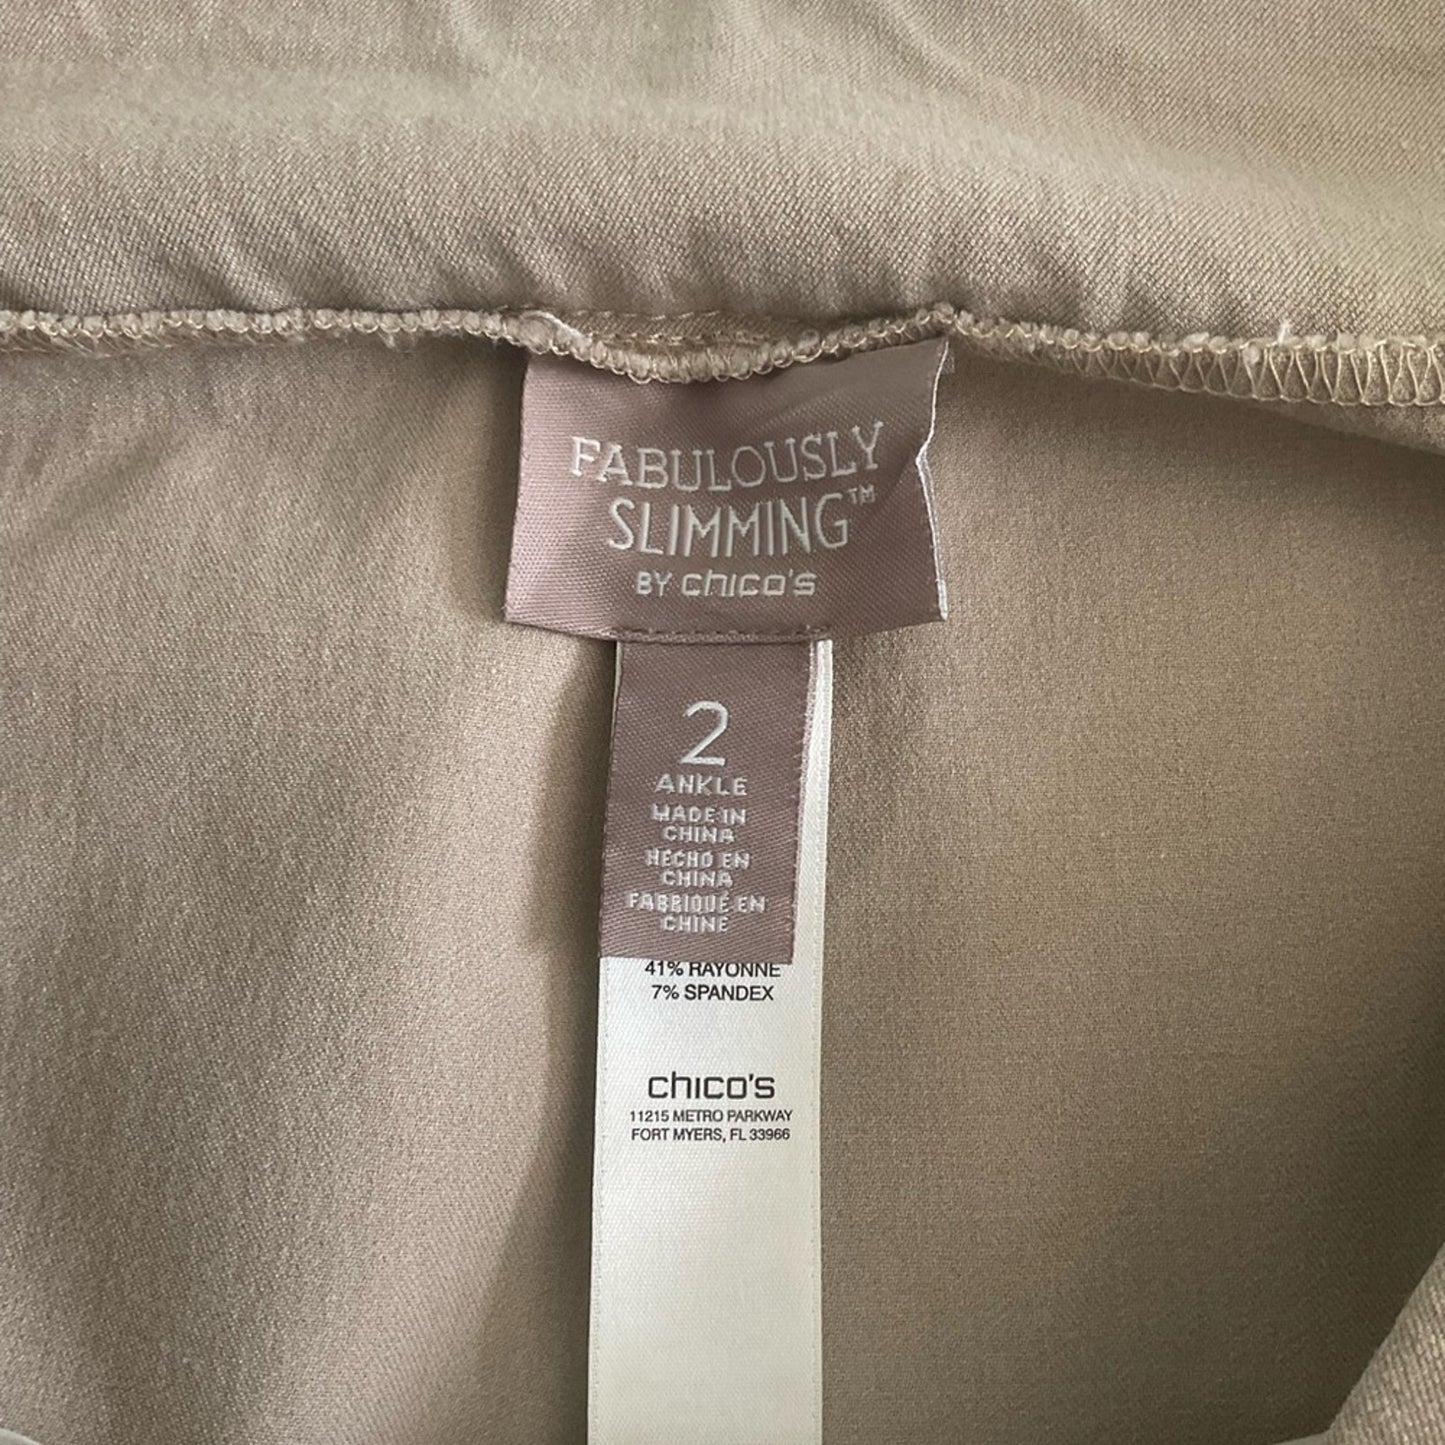 FABULOUSLY
SLIMMING™
BY chico's
2
ANKLE
MADE IN
CHINA
HECHO EN
CHINA
FABRIQUÉ EN
CHINE
41% RAYONNE
7% SPANDEX
chico's
11215 METRO PARKWAY
FORT MYERS, FL 33966